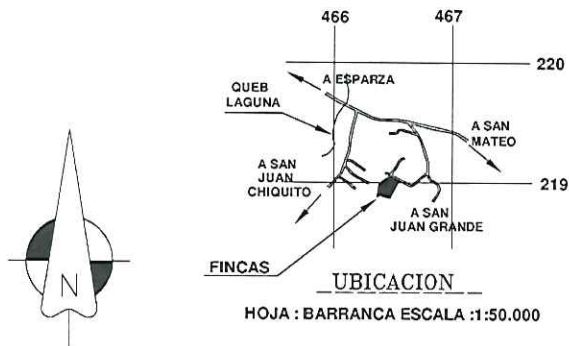 466
467
220
QUEB
LAGUNA
A ESPARZA
A SAN
MATEO
A SAN
JUAN
CHIQUITO
219
A SAN
JUAN GRANDE
FINCAS
N
UBICACION
HOJA : BARRANCA ESCALA :1:50.000